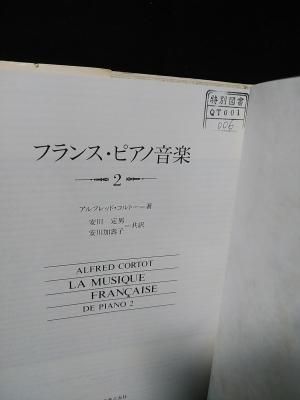 特別図書
QT001
006
フランス・ピアノ音楽
2
アルフレッド・コルトー—著
安川 定男
安川加壽子—共訳
ALFRED CORTOT
LA MUSIQUE
FRANÇAISE
DE PIANO 2